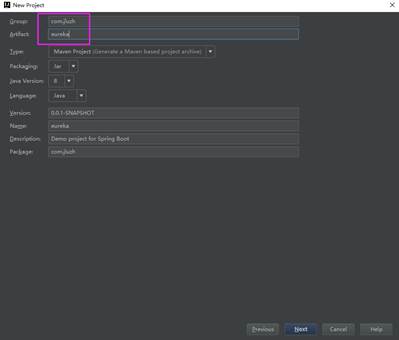 New Project
Group: com.jluzh
Artifact: eureka
Type: Maven Project (Generate a Maven based project archive)
Packaging: Jar
Java Version: 8
Language: Java
Version: 0.0.1-SNAPSHOT
Name: eureka
Description: Demo project for Spring Boot
Package: com.jluzh
Previous Next Cancel Help